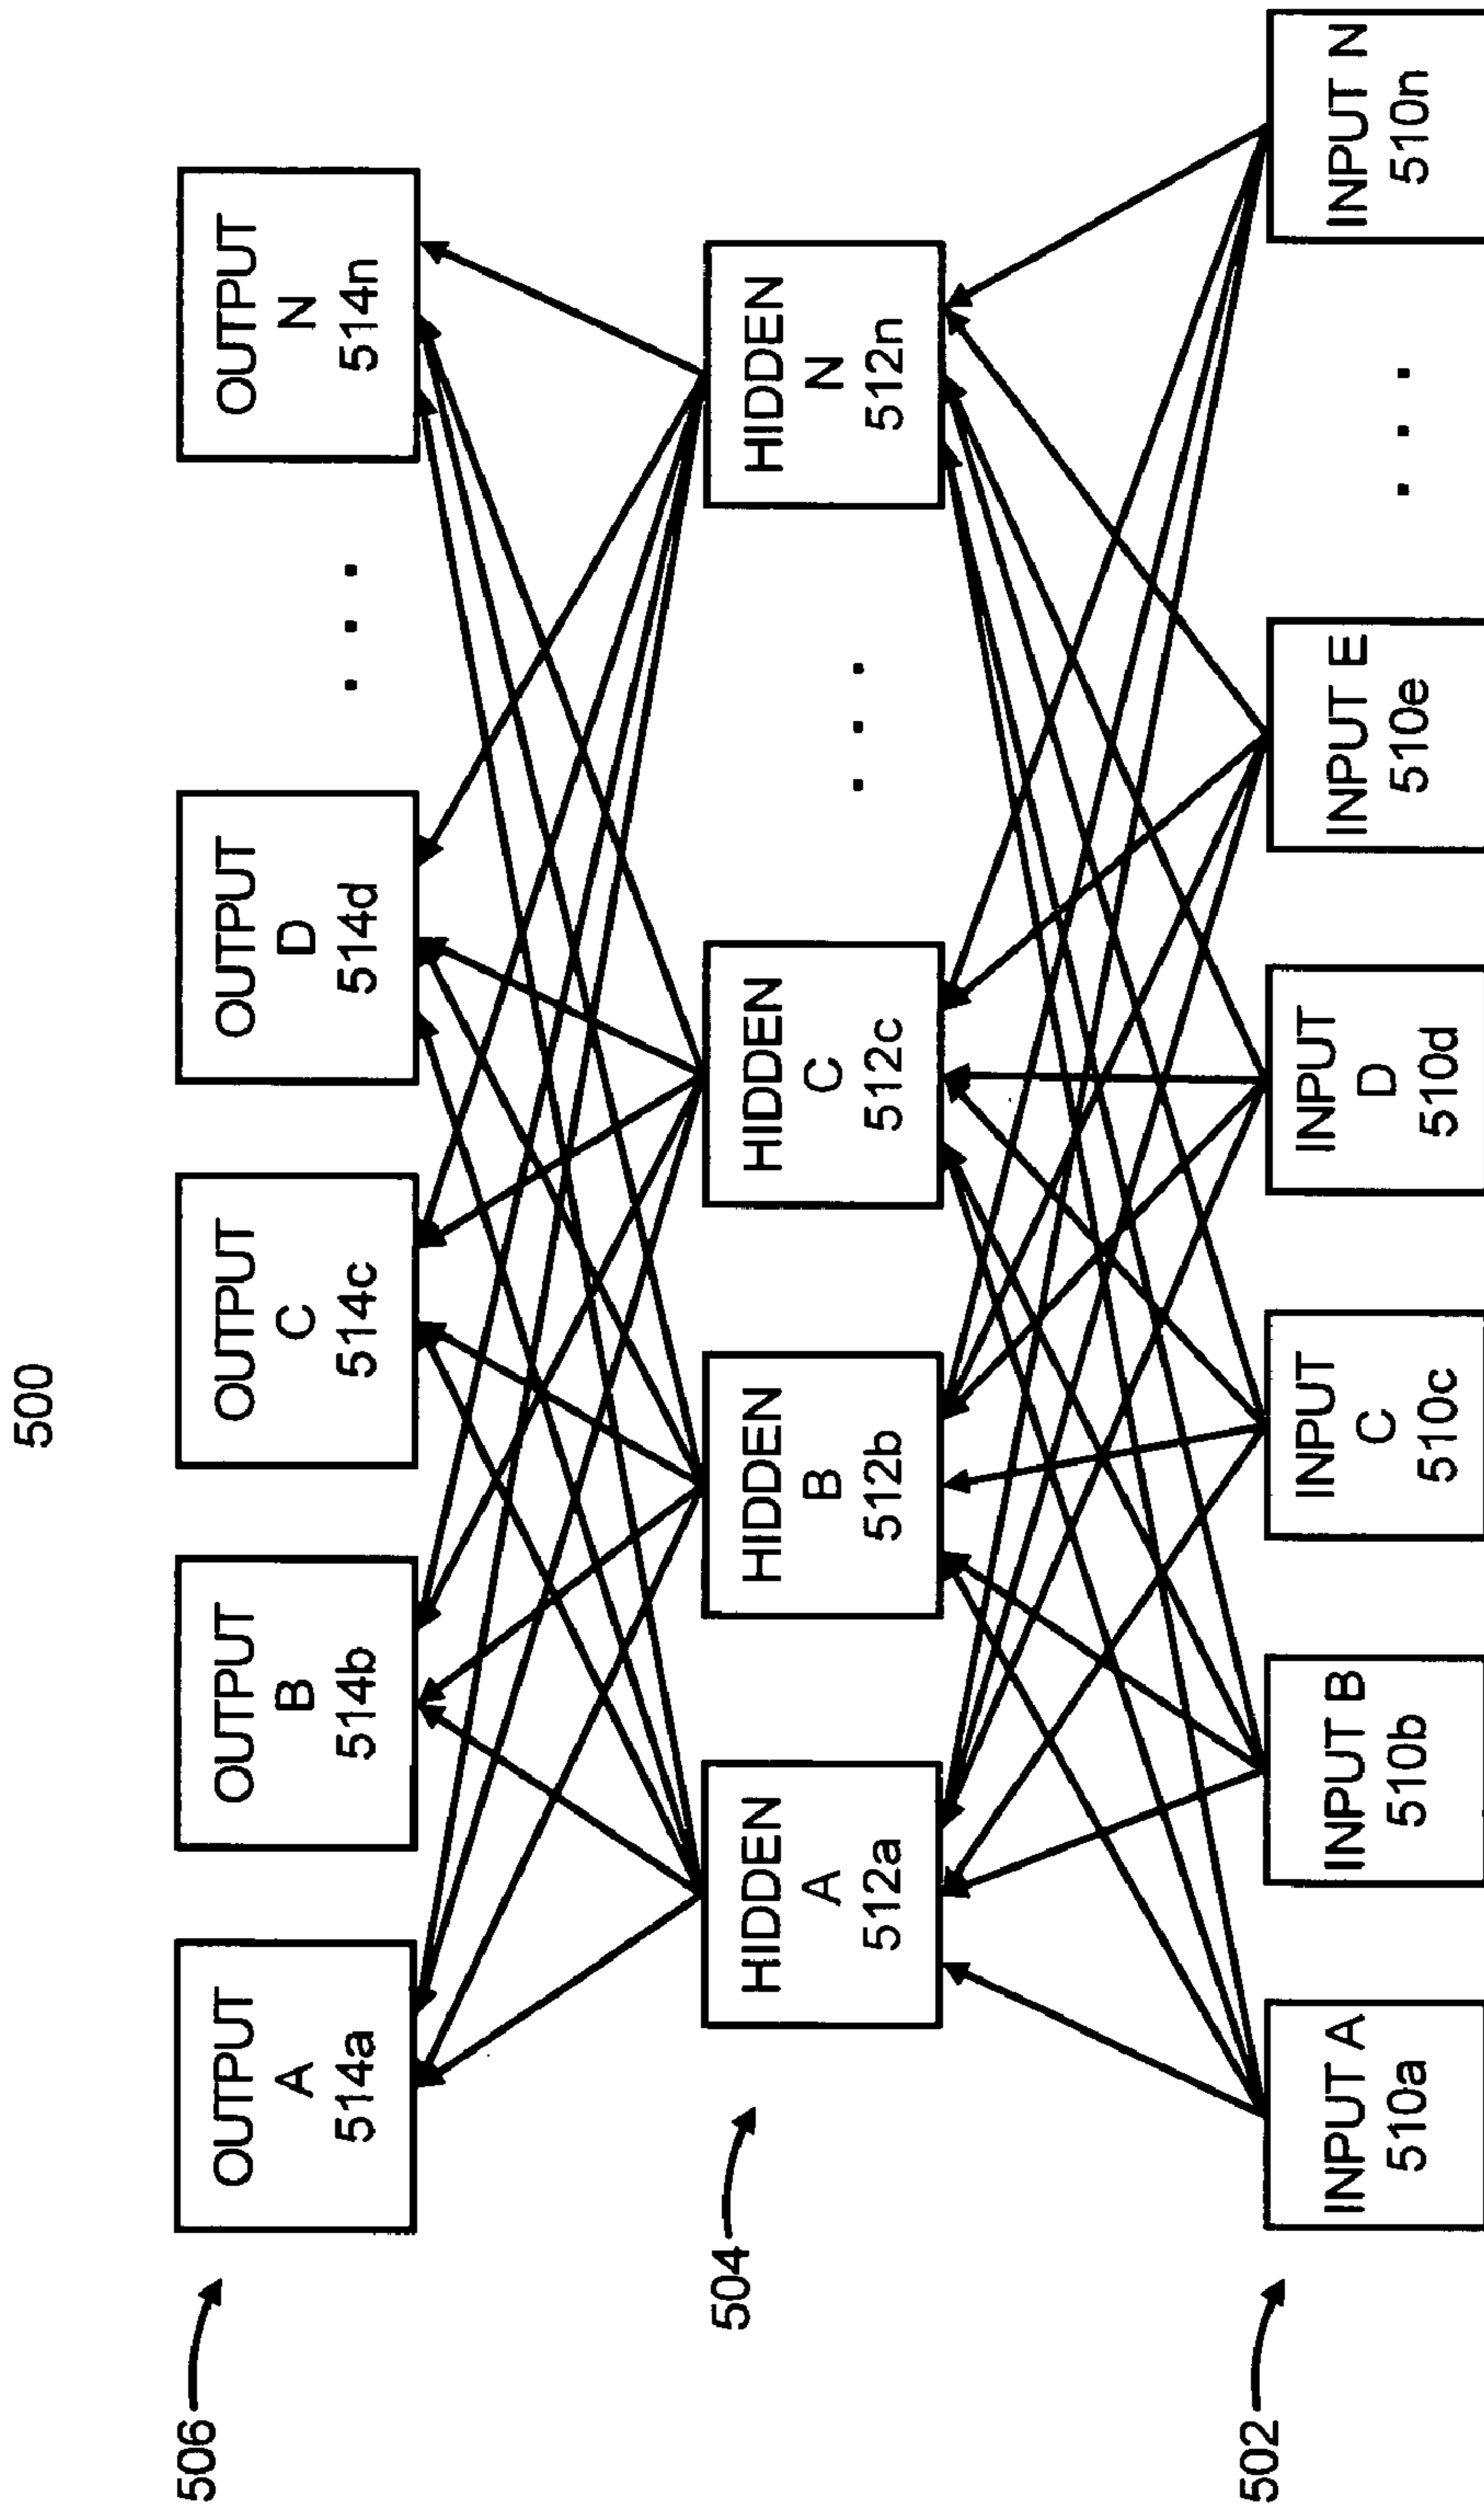 500
506
OUTPUT
A
514a
OUTPUT
B
514b
OUTPUT
C
514c
OUTPUT
D
514d
. . .
OUTPUT
N
514n
504
HIDDEN
A
512a
HIDDEN
B
512b
HIDDEN
C
512c
. . .
HIDDEN
N
512n
502
INPUT A
510a
INPUT B
510b
INPUT
C
510c
INPUT
D
510d
INPUT E
510e
. . .
INPUT N
510n